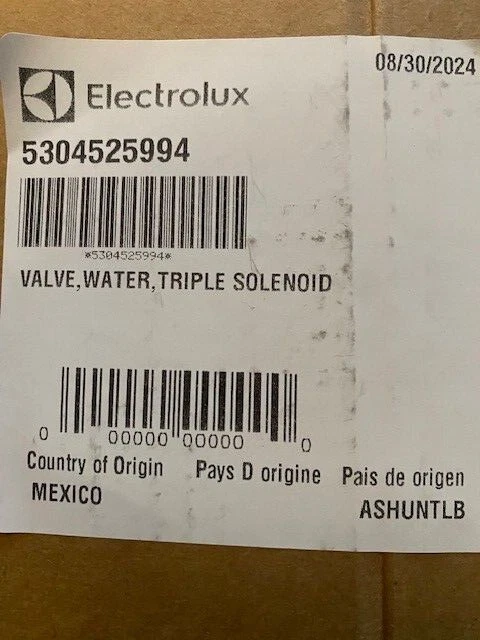 08/30/2024
Electrolux
5304525994
*5304525994*
VALVE,WATER,TRIPLE SOLENOID
0 00000 00000 0
Country of Origin Pays D origine Pais de origen
MEXICO
ASHUNTLB